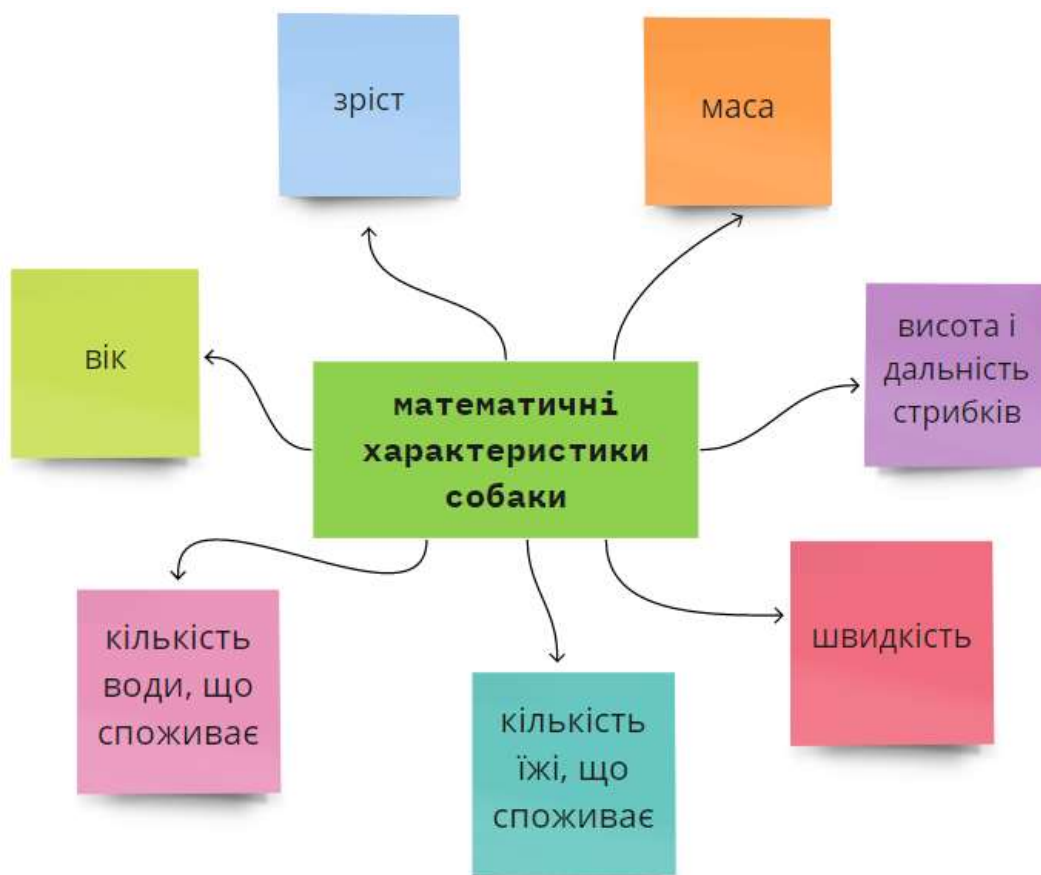 зріст
маса
вік
висота і
дальність
стрибків
математичні
характеристики
собаки
кількість
води, що
споживає
кількість
їжі, що
споживає
швидкість